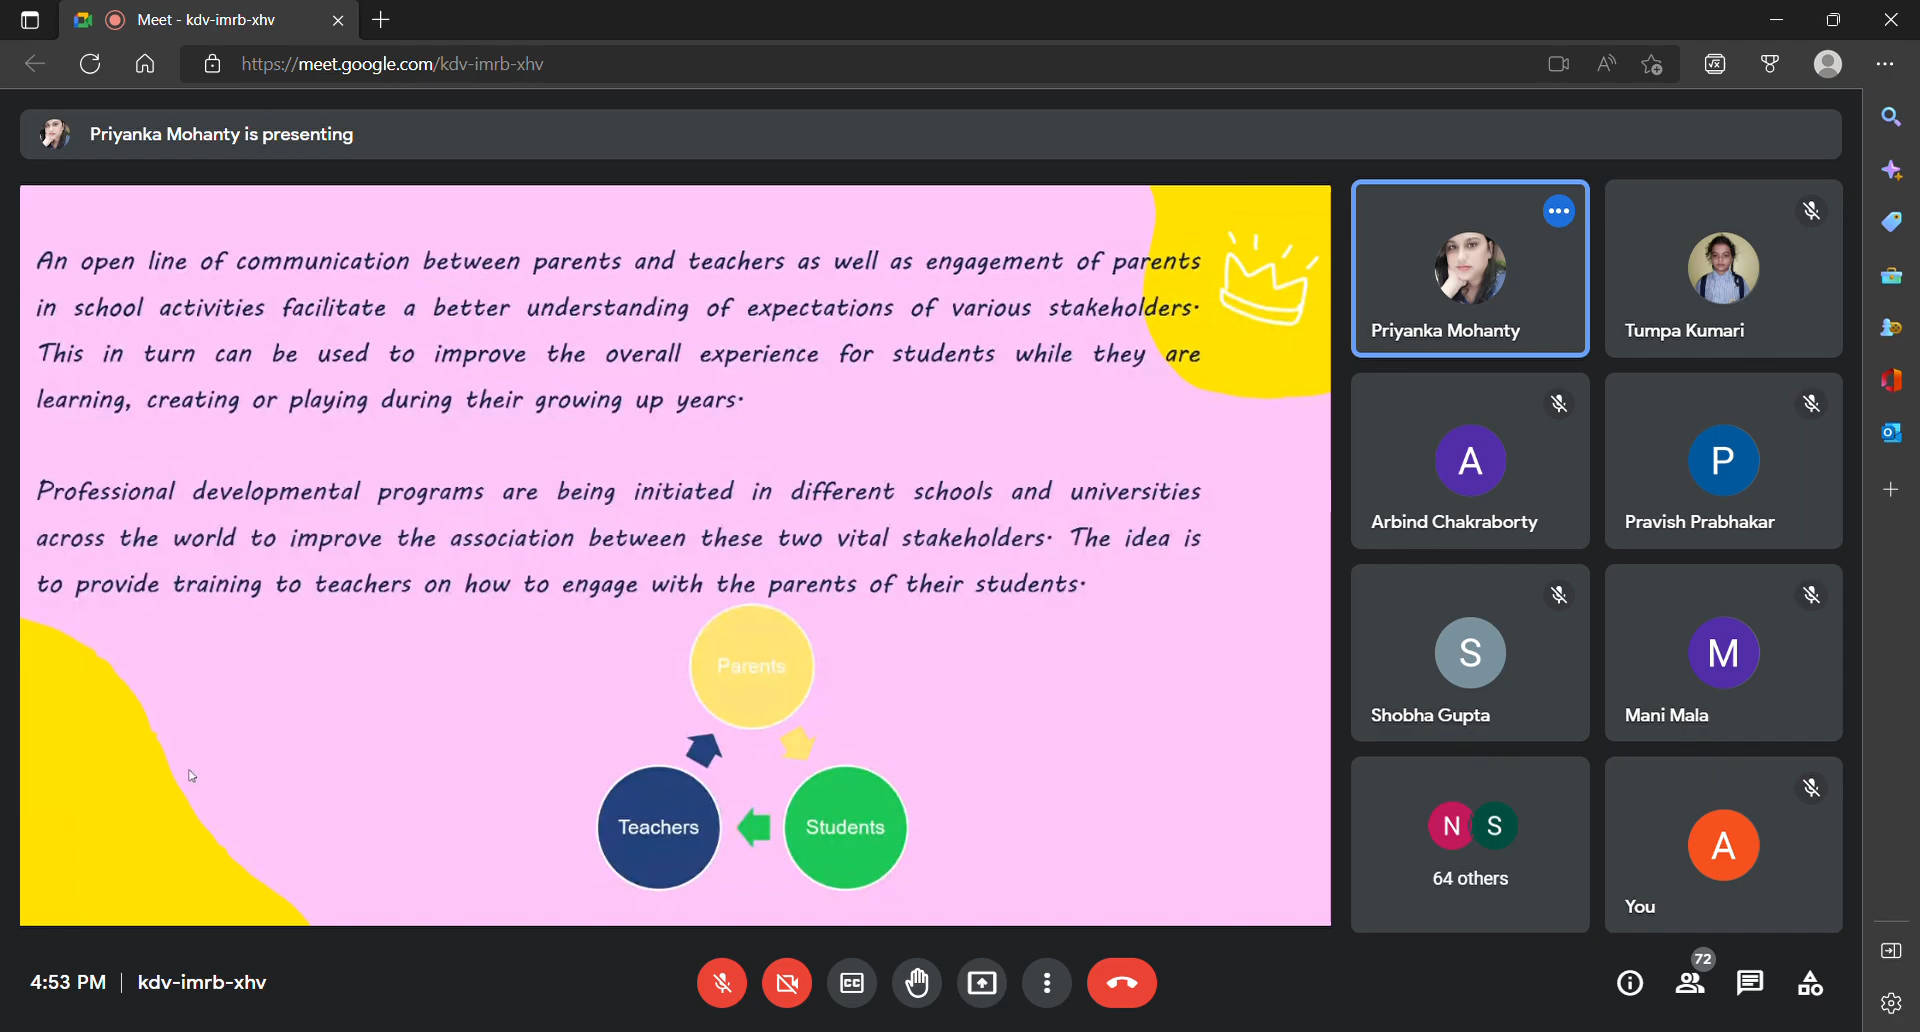 Meet - kdv-imrb-xhv
https://meet.google.com/kdv-imrb-xhv
Priyanka Mohanty is presenting
An open line of communication between parents and teachers as well as engagement of parents
in school activities facilitate a better understanding of expectations of various stakeholders.
This in turn can be used to improve the overall experience for students while they are
learning, creating or playing during their growing up years.
Professional developmental programs are being initiated in different schools and universities
across the world to improve the association between these two vital stakeholders. The idea is
to provide training to teachers on how to engage with the parents of their students.
Parents
Teachers
Students
Priyanka Mohanty
Tumpa Kumari
A
Arbind Chakraborty
P
Pravish Prabhakar
S
Shobha Gupta
M
Mani Mala
N S
64 others
A
You
4:53 PM | kdv-imrb-xhv
CC
72